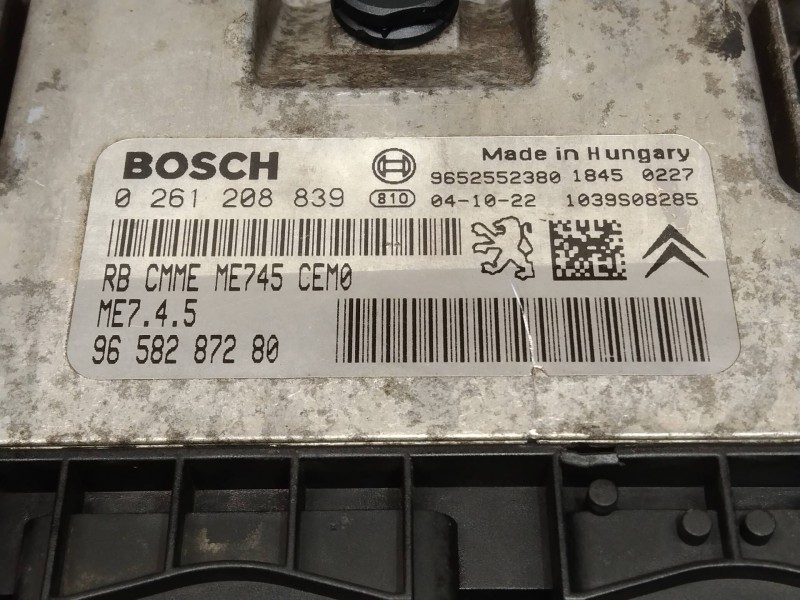 BOSCH
Made in Hungary
9652552380 1845 0227
0 261 208 839 810 04-10-22 1039S08285
RB CMME ME745 CEM0
ME7.4.5
96 582 872 80